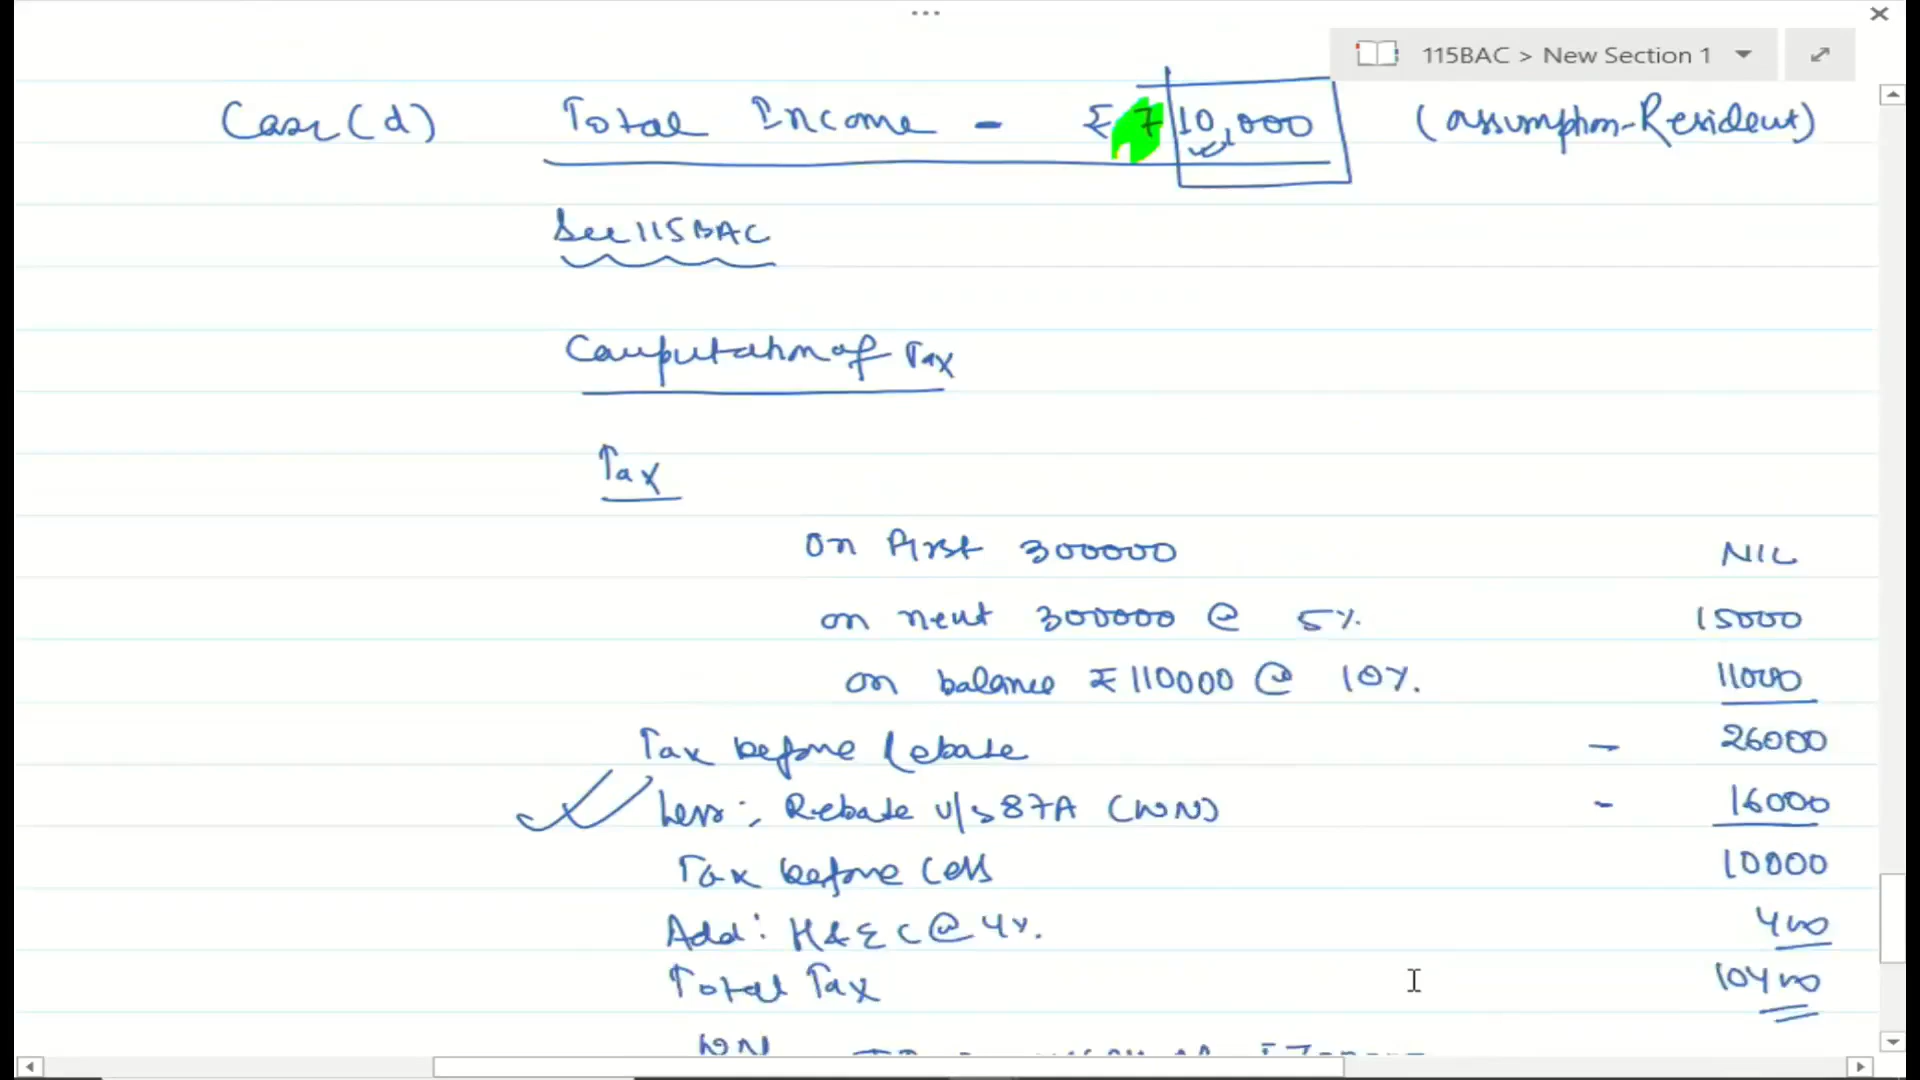 115BAC > New Section 1
Case (d) Total Income - ₹ 7 10,000 (assumption-Resident)
Sec 115BAC
Computation of Tax
Tax
on first 300000 NIL
on next 300000 @ 5% 15000
on balance ₹ 110000 @ 10% 11000
Tax before Rebate - 26000
Less: Rebate u/s 87A (WN) - 16000
Tax before Cess 10000
Add: H & E C @ 4% 400
Total Tax 10400
WN